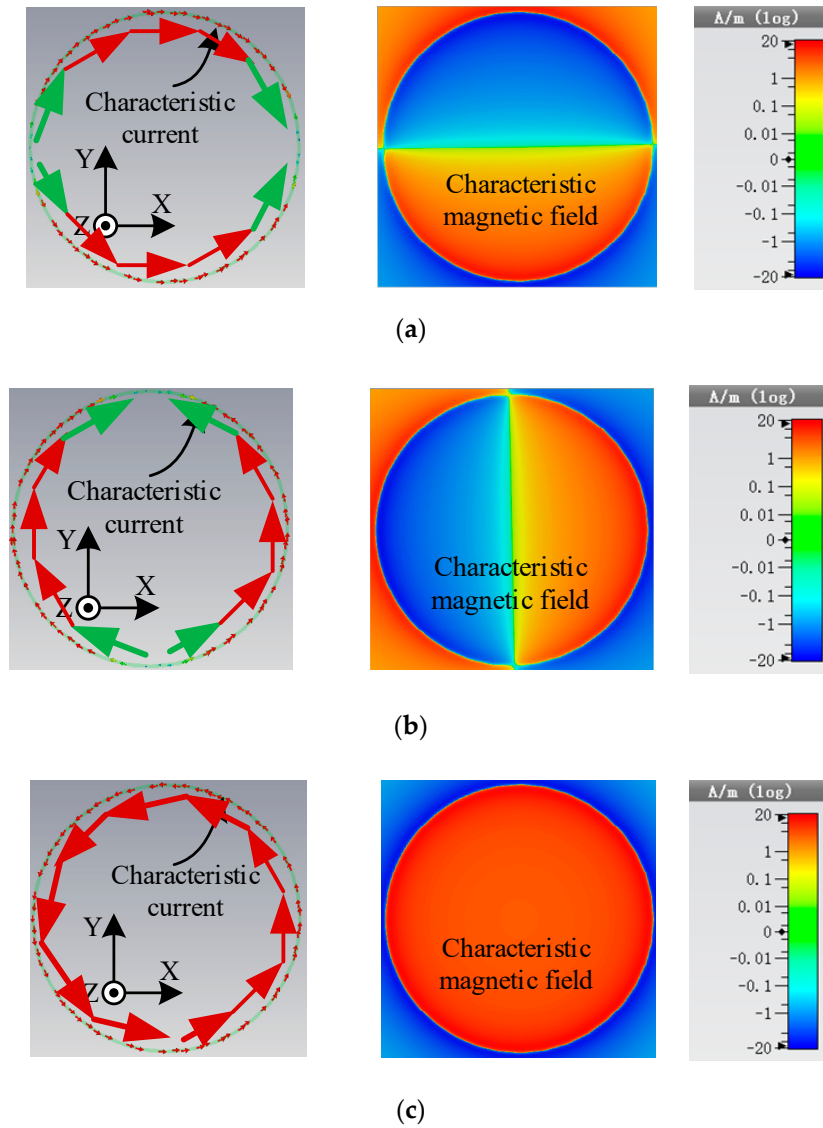 Characteristic
current
Y
X
Z
Characteristic
magnetic field
A/m (log)
20
1
0.1
0.01
0
-0.01
-0.1
-1
-20
(a)
Characteristic
current
Y
X
Z
Characteristic
magnetic field
A/m (log)
20
1
0.1
0.01
0
-0.01
-0.1
-1
-20
(b)
Characteristic
current
Y
X
Z
Characteristic
magnetic field
A/m (log)
20
1
0.1
0.01
0
-0.01
-0.1
-1
-20
(c)